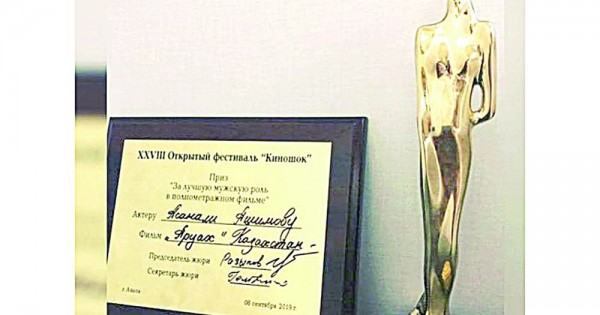 XXVIII Открытый фестиваль "Киношок"
Приз
"За лучшую мужскую роль
в полнометражном фильме"
Актеру Асанали Ашимову
Фильм „Аруах" Казахстан -
Председатель жюри
Секретарь жюри
г. Анапа 08 сентября 2019 г.